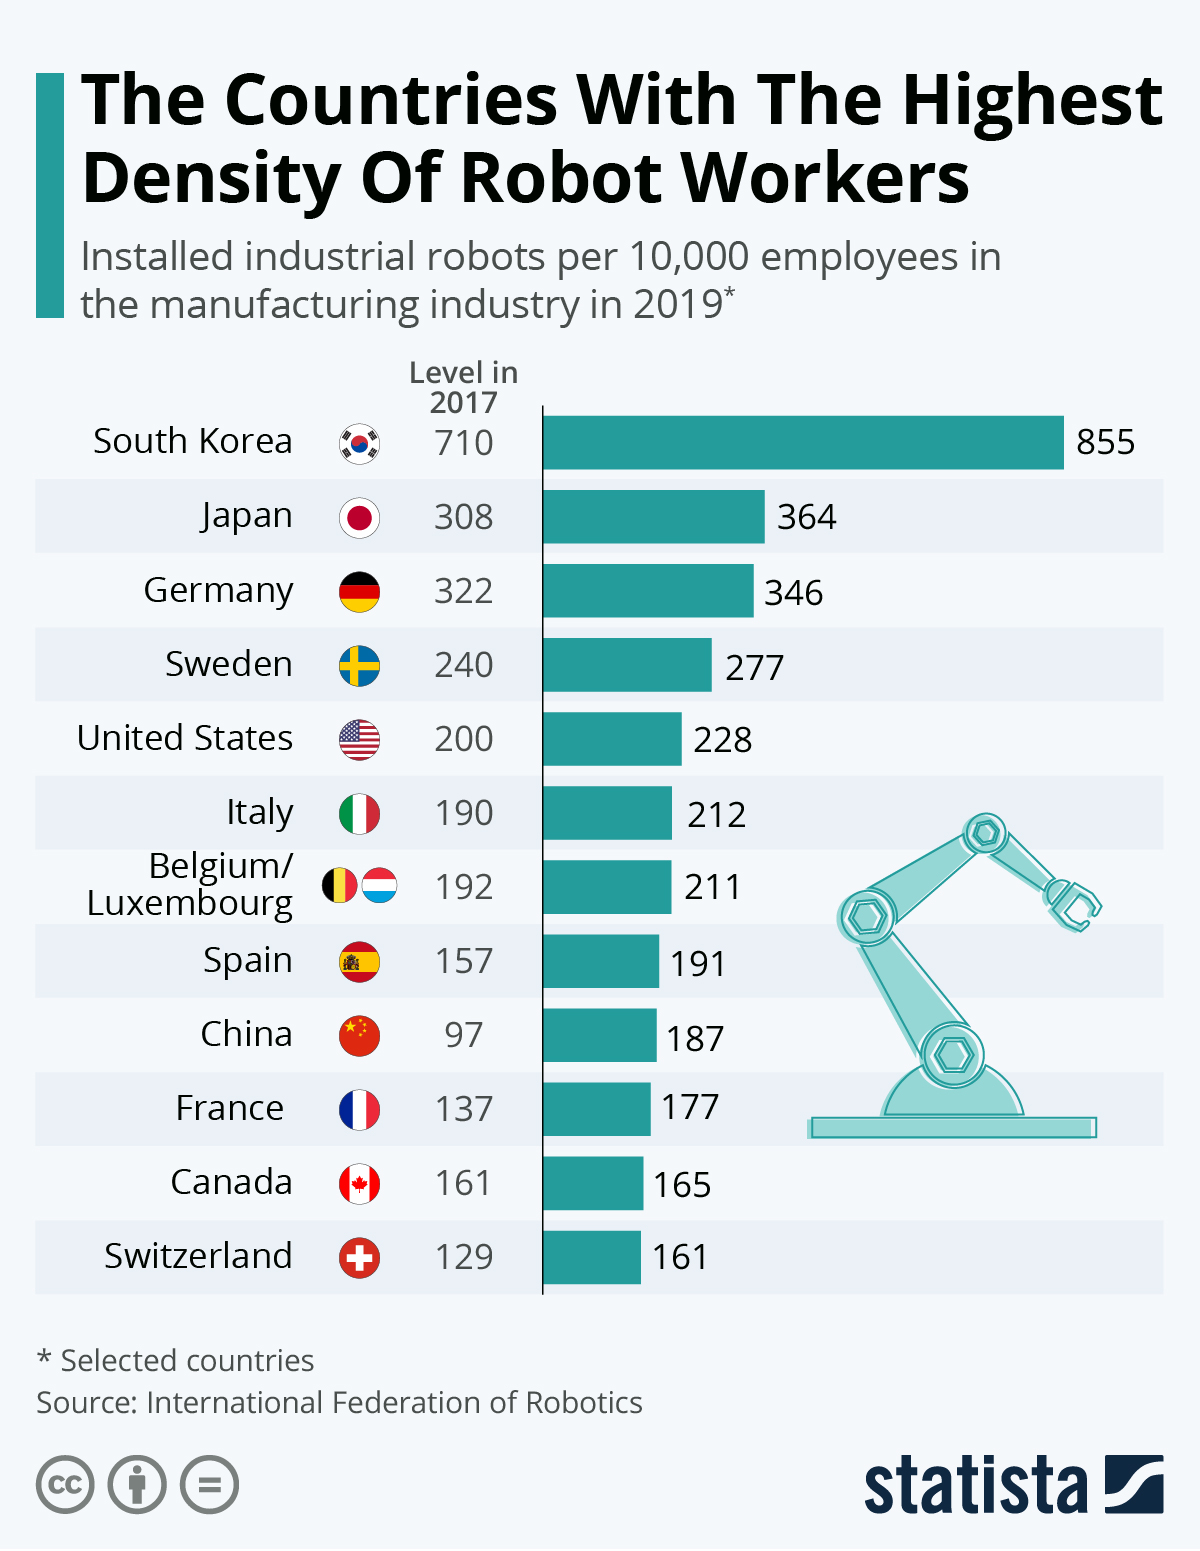 The Countries With The Highest
Density Of Robot Workers
Installed industrial robots per 10,000 employees in
the manufacturing industry in 2019*
Level in
2017
South Korea 710 855
Japan 308 364
Germany 322 346
Sweden 240 277
United States 200 228
Italy 190 212
Belgium/
Luxembourg 192 211
Spain 157 191
China 97 187
France 137 177
Canada 161 165
Switzerland 129 161
* Selected countries
Source: International Federation of Robotics
cc
statista